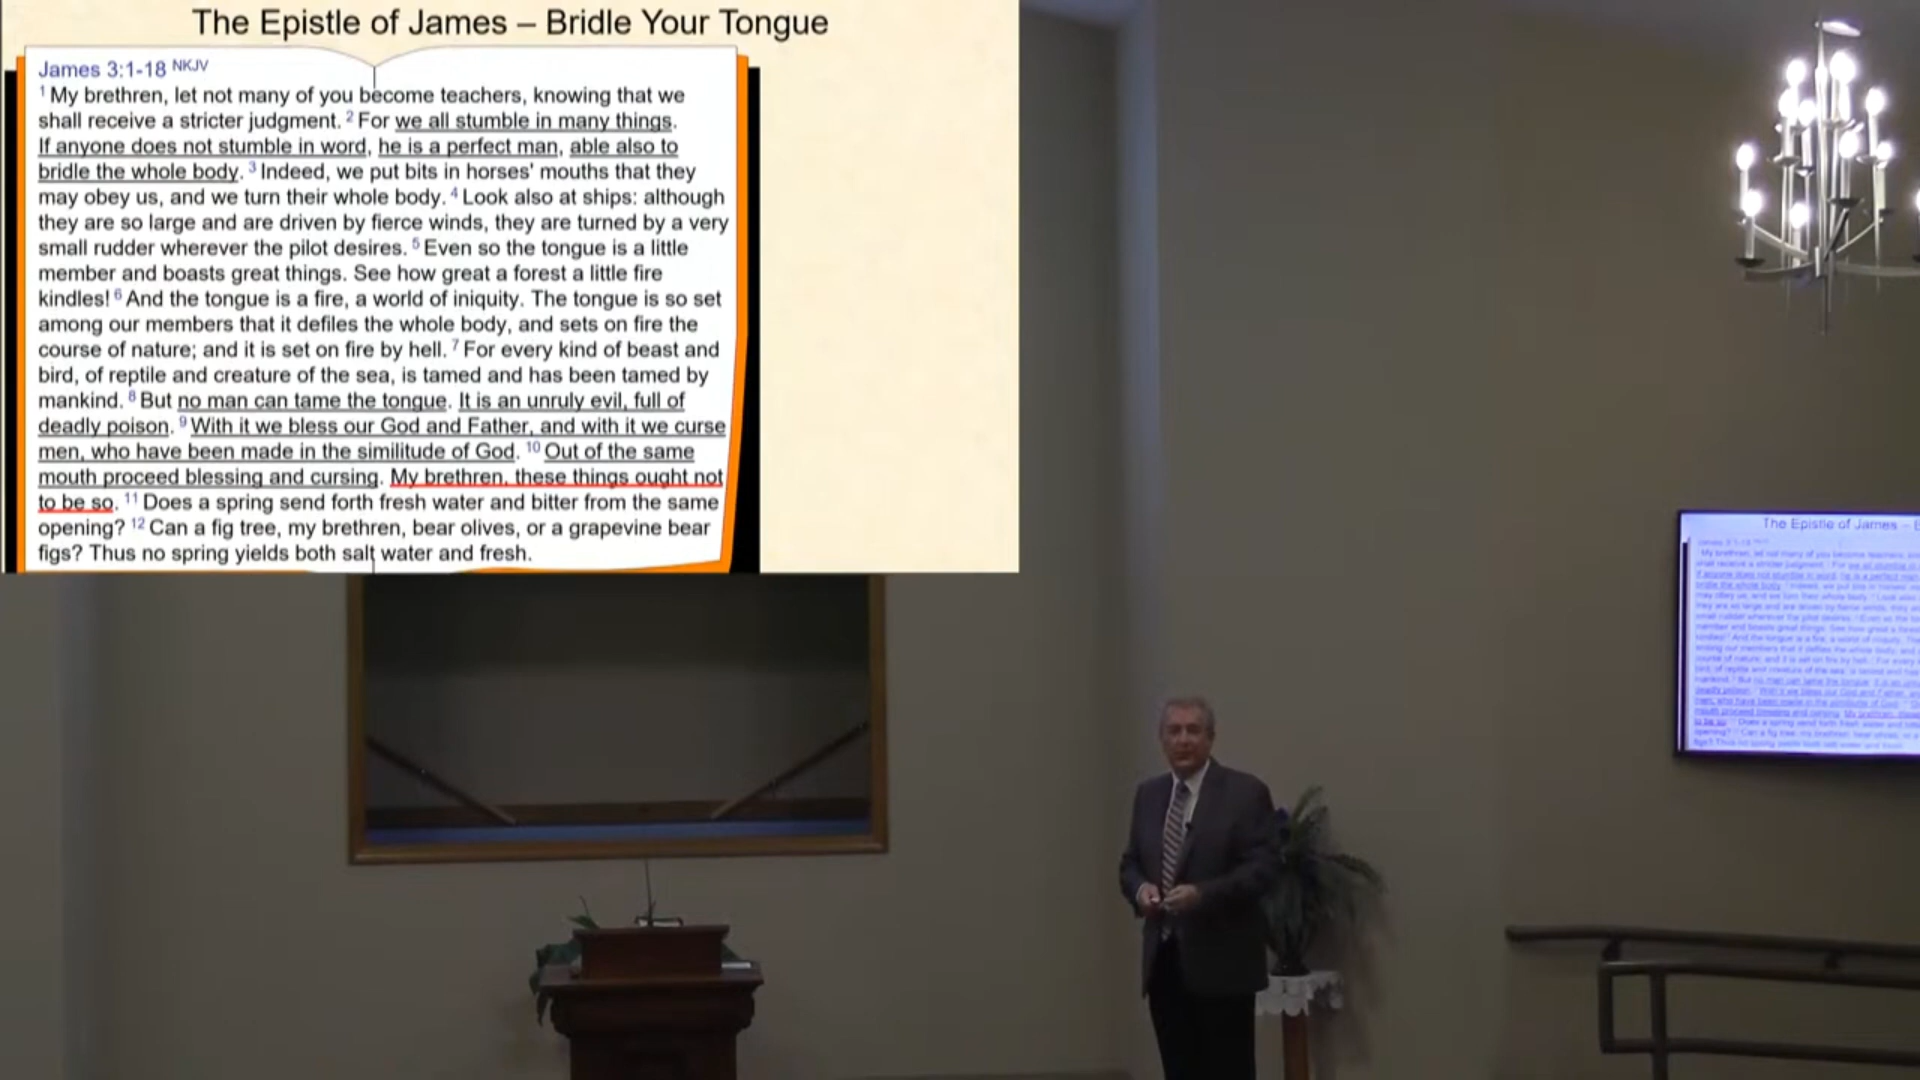 The Epistle of James – Bridle Your Tongue
James 3:1-18 NKJV
1 My brethren, let not many of you become teachers, knowing that we
shall receive a stricter judgment. 2 For we all stumble in many things.
If anyone does not stumble in word, he is a perfect man, able also to
bridle the whole body. 3 Indeed, we put bits in horses' mouths that they
may obey us, and we turn their whole body. 4 Look also at ships: although
they are so large and are driven by fierce winds, they are turned by a very
small rudder wherever the pilot desires. 5 Even so the tongue is a little
member and boasts great things. See how great a forest a little fire
kindles! 6 And the tongue is a fire, a world of iniquity. The tongue is so set
among our members that it defiles the whole body, and sets on fire the
course of nature; and it is set on fire by hell. 7 For every kind of beast and
bird, of reptile and creature of the sea, is tamed and has been tamed by
mankind. 8 But no man can tame the tongue. It is an unruly evil, full of
deadly poison. 9 With it we bless our God and Father, and with it we curse
men, who have been made in the similitude of God. 10 Out of the same
mouth proceed blessing and cursing. My brethren, these things ought not
to be so. 11 Does a spring send forth fresh water and bitter from the same
opening? 12 Can a fig tree, my brethren, bear olives, or a grapevine bear
figs? Thus no spring yields both salt water and fresh.
The Epistle of James –